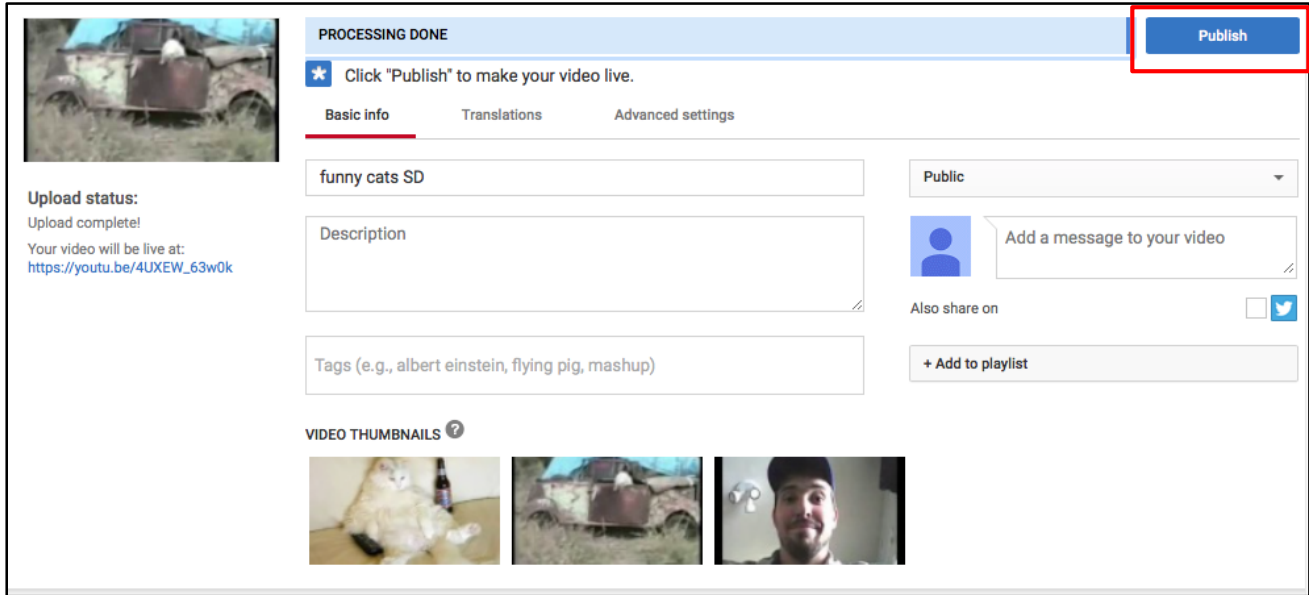 PROCESSING DONE
Publish
Click "Publish" to make your video live.
Basic info
Translations
Advanced settings
Upload status:
Upload complete!
Your video will be live at:
https://youtu.be/4UXEW_63w0k
funny cats SD
Description
Tags (e.g., albert einstein, flying pig, mashup)
Public
Add a message to your video
Also share on
+ Add to playlist
VIDEO THUMBNAILS ?